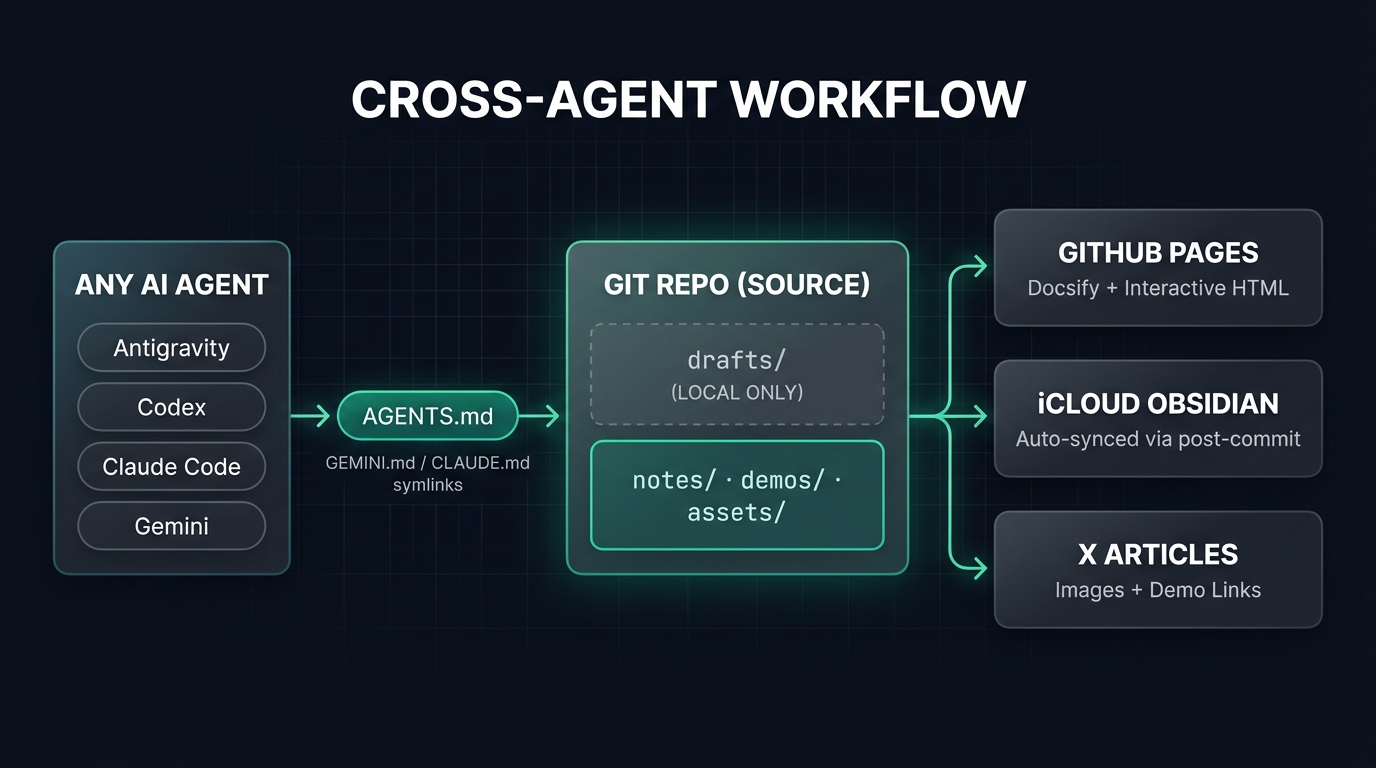 CROSS-AGENT WORKFLOW
ANY AI AGENT
Antigravity
Codex
Claude Code
Gemini
AGENTS.md
GEMINI.md / CLAUDE.md
symlinks
GIT REPO (SOURCE)
drafts/
(LOCAL ONLY)
notes/ · demos/ ·
assets/
GITHUB PAGES
Docsify + Interactive HTML
iCLOUD OBSIDIAN
Auto-synced via post-commit
X ARTICLES
Images + Demo Links